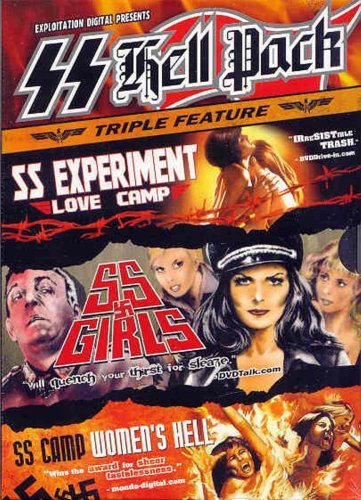 EXPLOITATION DIGITAL PRESENTS
SS Hell Pack
TRIPLE FEATURE
"IRRESISTIBLE
TRASH."
- DVDDrive-in.com
SS EXPERIMENT
LOVE CAMP
SS
GIRLS
"will quench your thirst for sleaze."
- DVDTalk.com
SS CAMP WOMEN'S HELL
"Wins the award for sheer
tastelessness."
- mondo-digital.com